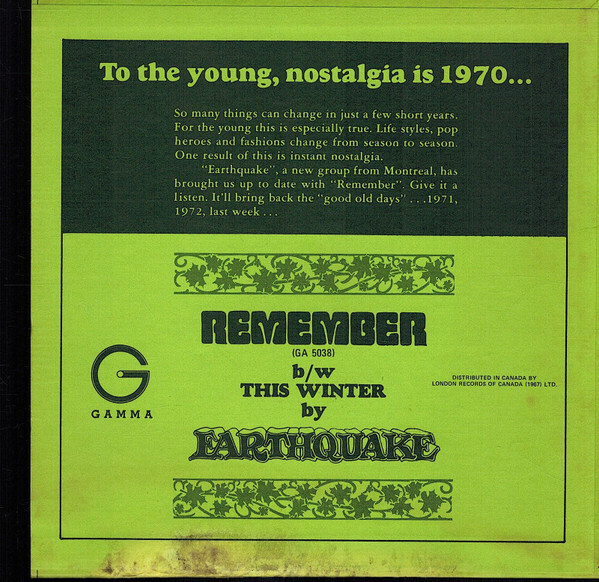 To the young, nostalgia is 1970...
So many things can change in just a few short years.
For the young this is especially true. Life styles, pop
heroes and fashions change from season to season.
One result of this is instant nostalgia.
"Earthquake", a new group from Montreal, has
brought us up to date with "Remember". Give it a
listen. It'll bring back the "good old days" ...1971,
1972, last week ...
REMEMBER
(GA 5038)
b/w
THIS WINTER
by
EARTHQUAKE
G
GAMMA
DISTRIBUTED IN CANADA BY
LONDON RECORDS OF CANADA (1967) LTD.